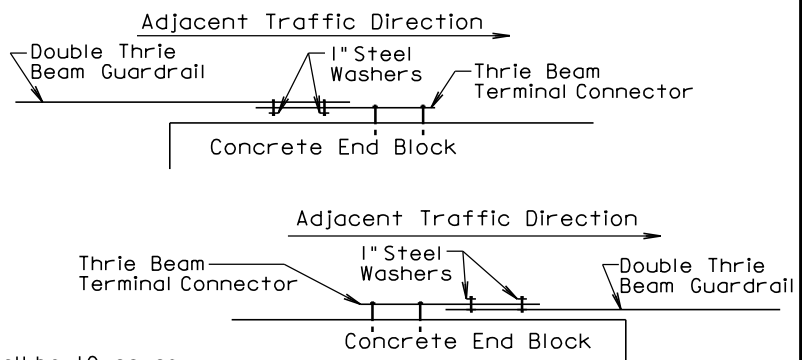 Adjacent Traffic Direction
Double Thrie
Beam Guardrail
1" Steel
Washers
Thrie Beam
Terminal Connector
Concrete End Block
Adjacent Traffic Direction
Thrie Beam
Terminal Connector
1" Steel
Washers
Double Thrie
Beam Guardrail
Concrete End Block